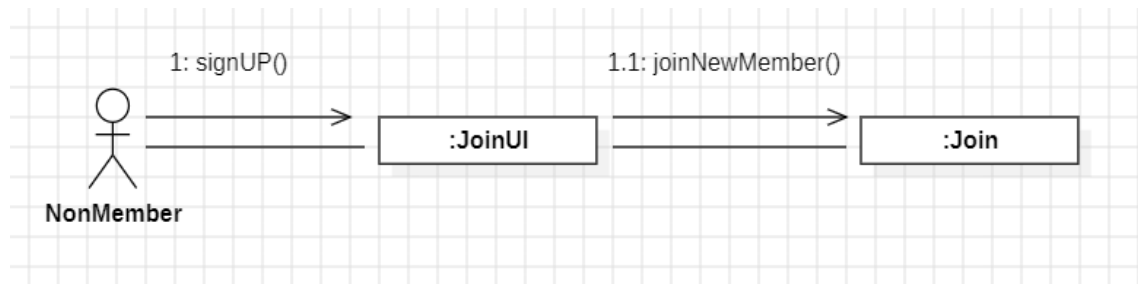 1: signUP()
1.1: joinNewMember()
:JoinUI
:Join
NonMember